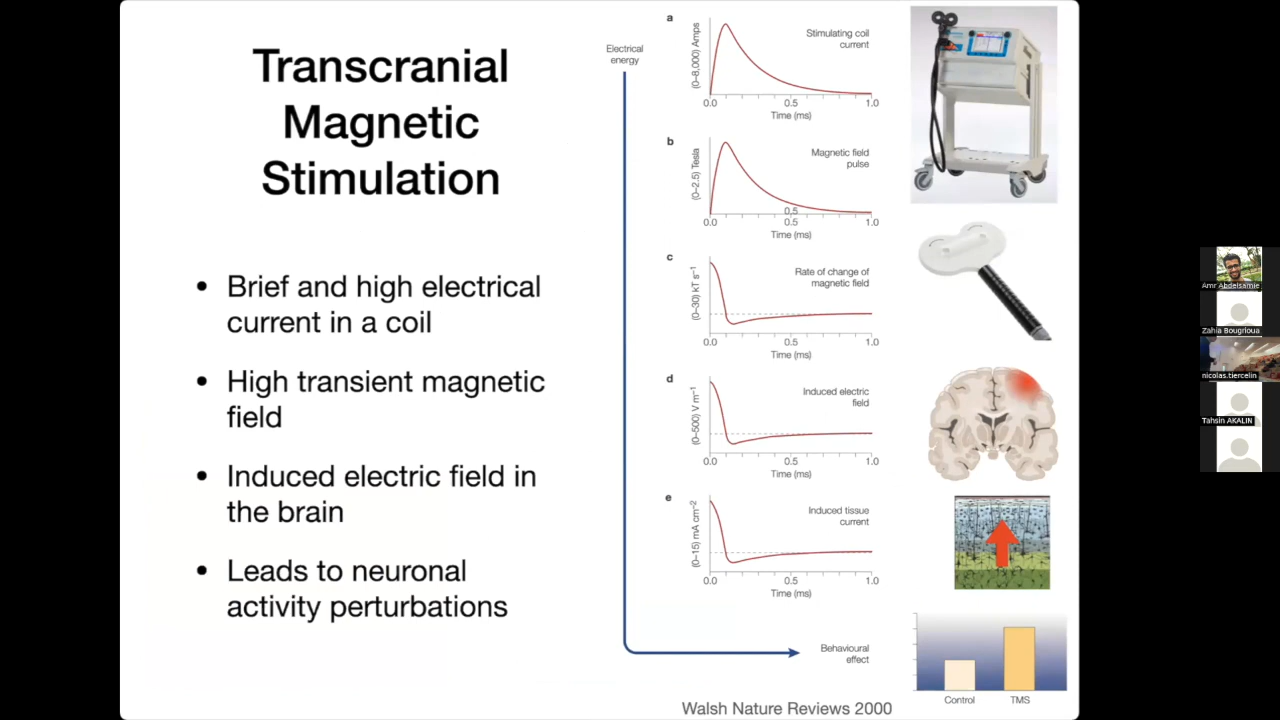 Transcranial
Magnetic
Stimulation
• Brief and high electrical
current in a coil
• High transient magnetic
field
• Induced electric field in
the brain
• Leads to neuronal
activity perturbations
Electrical
energy
a
Stimulating coil
current
(0–8,000) Amps
0.0 0.5 1.0
Time (ms)
b
Magnetic field
pulse
(0–2.5) Tesla
0.5
0.0 0.5 1.0
Time (ms)
c
Rate of change of
magnetic field
(0–30) kT s⁻¹
0.0 0.5 1.0
Time (ms)
d
Induced electric
field
(0–500) V m⁻¹
0.0 0.5 1.0
Time (ms)
e
Induced tissue
current
(0–15) mA cm⁻²
0.0 0.5 1.0
Time (ms)
Behavioural
effect
Control TMS
Walsh Nature Reviews 2000
Amr Abdelsamie
Zahia Bougrioua
nicolas.tiercelin
Tahsin AKALIN